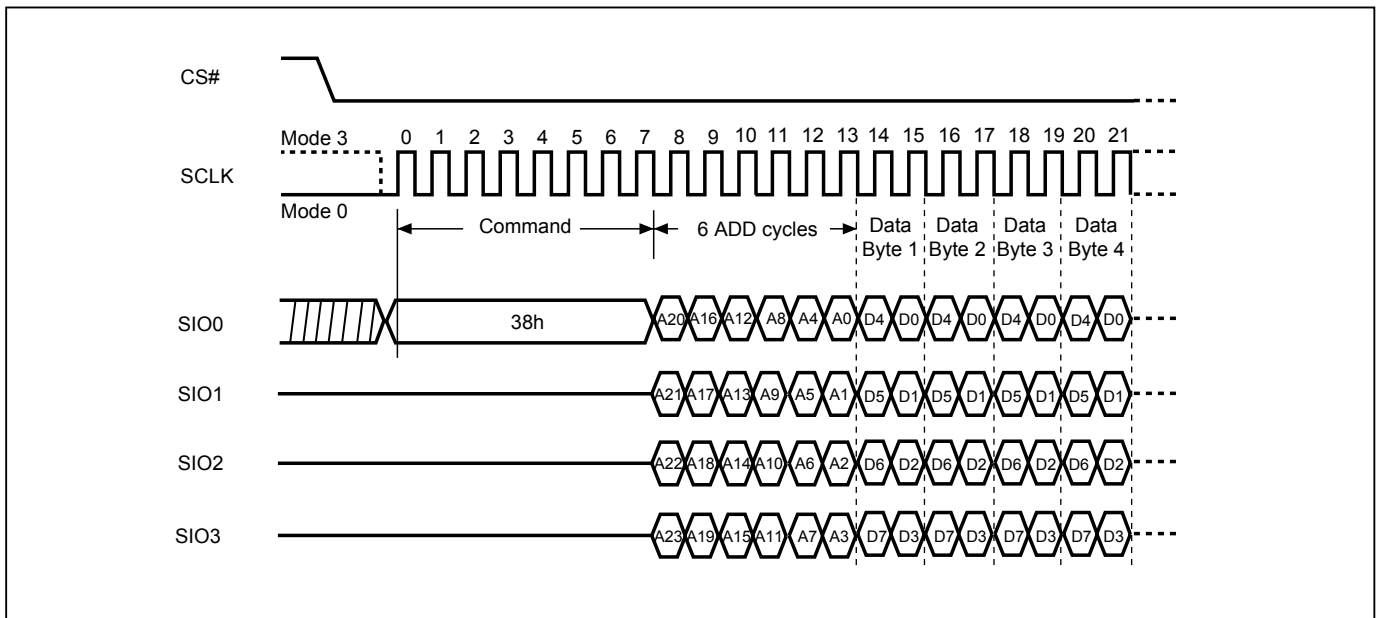 CS#
Mode 3
0 1 2 3 4 5 6 7 8 9 10 11 12 13 14 15 16 17 18 19 20 21
SCLK
Mode 0
Command
6 ADD cycles
Data Byte 1
Data Byte 2
Data Byte 3
Data Byte 4
SIO0
38h
A20 A16 A12 A8 A4 A0 D4 D0 D4 D0 D4 D0 D4 D0
SIO1
A21 A17 A13 A9 A5 A1 D5 D1 D5 D1 D5 D1 D5 D1
SIO2
A22 A18 A14 A10 A6 A2 D6 D2 D6 D2 D6 D2 D6 D2
SIO3
A23 A19 A15 A11 A7 A3 D7 D3 D7 D3 D7 D3 D7 D3